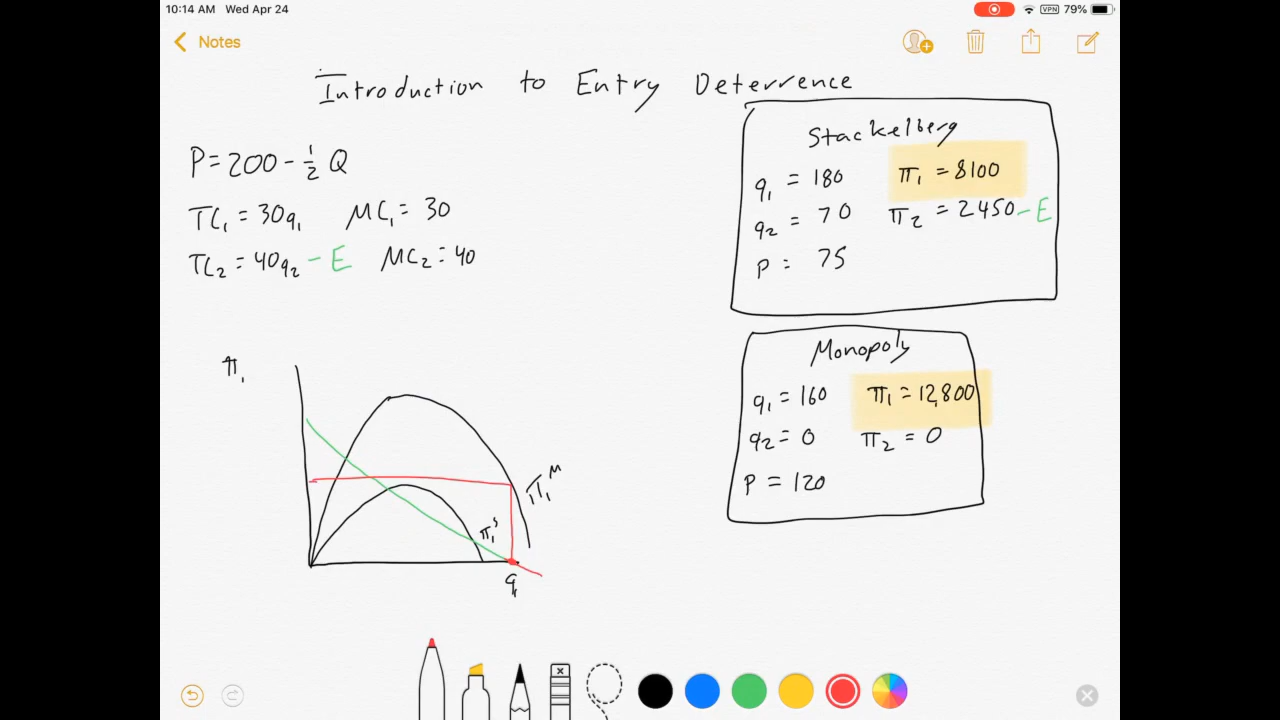 10:14 AM Wed Apr 24
VPN 79%
Notes
Introduction to Entry Deterrence
P = 200 - ½ Q
TC₁ = 30q₁ MC₁ = 30
TC₂ = 40q₂ - E MC₂ = 40
Stackelberg
q₁ = 180 π₁ = 8100
q₂ = 70 π₂ = 2450 - E
P = 75
Monopoly
q₁ = 160 π₁ = 12,800
q₂ = 0 π₂ = 0
P = 120
π₁
π₁ᴹ
π₁ˢ
q₁